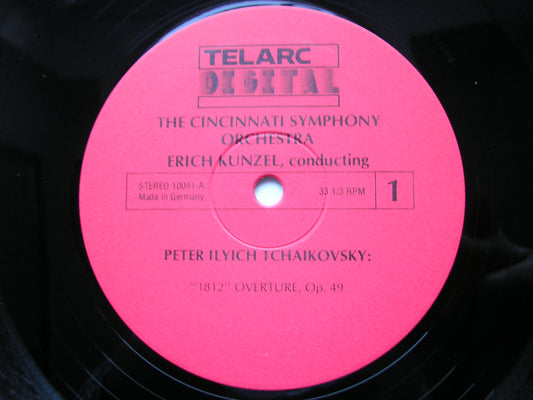 TELARC
DIGITAL
THE CINCINNATI SYMPHONY
ORCHESTRA
ERICH KUNZEL, conducting
STEREO 10041-A
Made in Germany
33 1/3 RPM
1
PETER ILYICH TCHAIKOVSKY:
"1812" OVERTURE, Op. 49